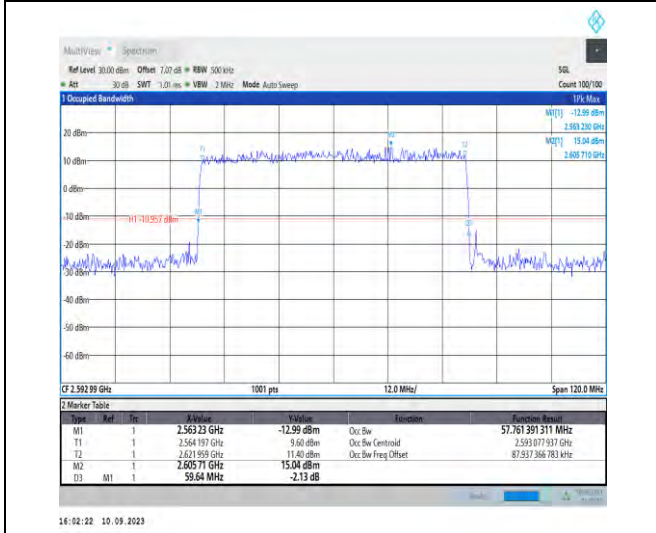 MultiView Spectrum
Ref Level 30.00 dBm Offset 7.07 dB RBW 500 kHz SGL
Att 30 dB SWT 1.01 ms VBW 2 MHz Mode Auto Sweep Count 100/100
1 Occupied Bandwidth 1Pk Max
M1[1] -12.99 dBm
2.563 230 GHz
M2[1] 15.04 dBm
2.605 710 GHz
20 dBm
T1 M2 T2
10 dBm
0 dBm
-10 dBm
H1 -10.957 dBm
M1
D3
-20 dBm
-30 dBm
-40 dBm
-50 dBm
-60 dBm
CF 2.592 99 GHz 1001 pts 12.0 MHz/ Span 120.0 MHz
2 Marker Table
Type Ref Trc X-Value Y-Value Function Function Result
M1 1 2.563 23 GHz -12.99 dBm Occ Bw 57.761 391 311 MHz
T1 1 2.564 197 GHz 9.60 dBm Occ Bw Centroid 2.593 077 937 GHz
T2 1 2.621 959 GHz 11.40 dBm Occ Bw Freq Offset 87.937 366 783 kHz
M2 1 2.605 71 GHz 15.04 dBm
D3 M1 1 59.64 MHz -2.13 dB
16:02:22 10.09.2023